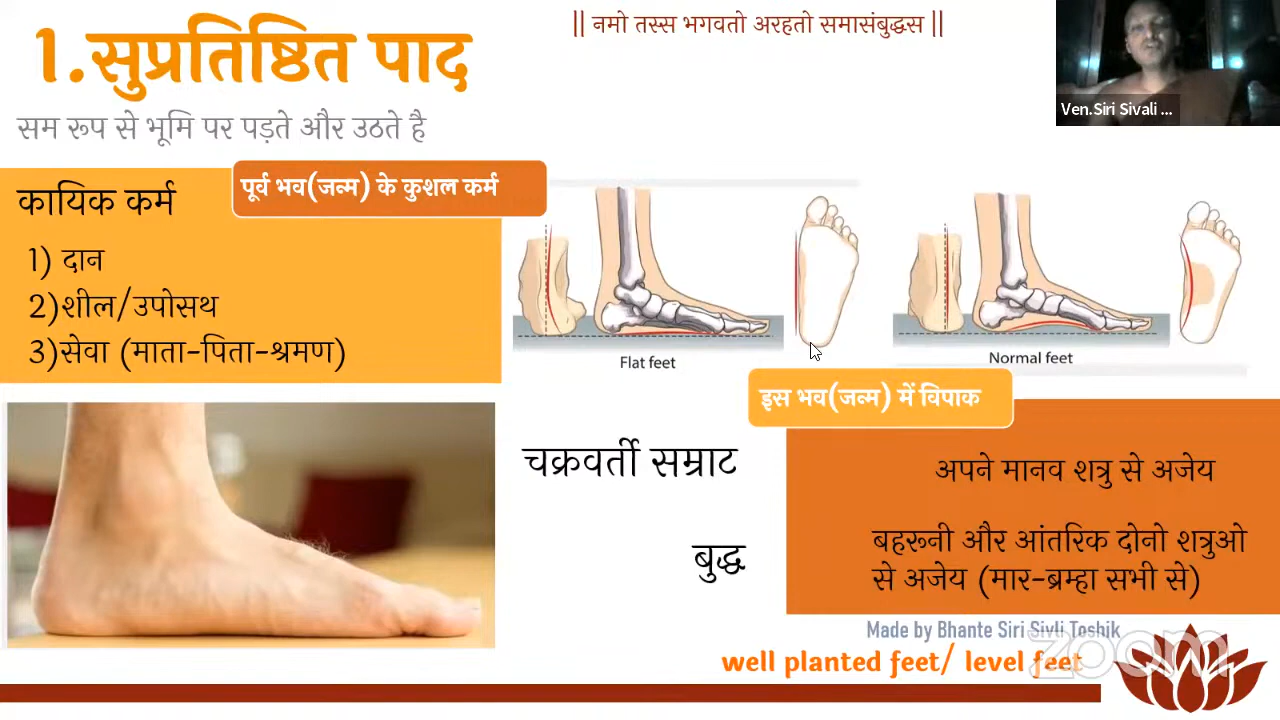 || नमो तस्स भगवतो अरहतो समासंबुद्धस ||
1.सुप्रतिष्ठित पाद
सम रूप से भूमि पर पड़ते और उठते है
Ven.Siri Sivali ...
पूर्व भव(जन्म) के कुशल कर्म
कायिक कर्म
1) दान
2)शील/उपोसथ
3)सेवा (माता-पिता-श्रमण)
Flat feet
Normal feet
इस भव(जन्म) में विपाक
चक्रवर्ती सम्राट
अपने मानव शत्रु से अजेय
बुद्ध
बहरूनी और आंतरिक दोनो शत्रुओ
से अजेय (मार-ब्रम्हा सभी से)
Made by Bhante Siri Sivli Toshik
zoom
well planted feet/ level feet